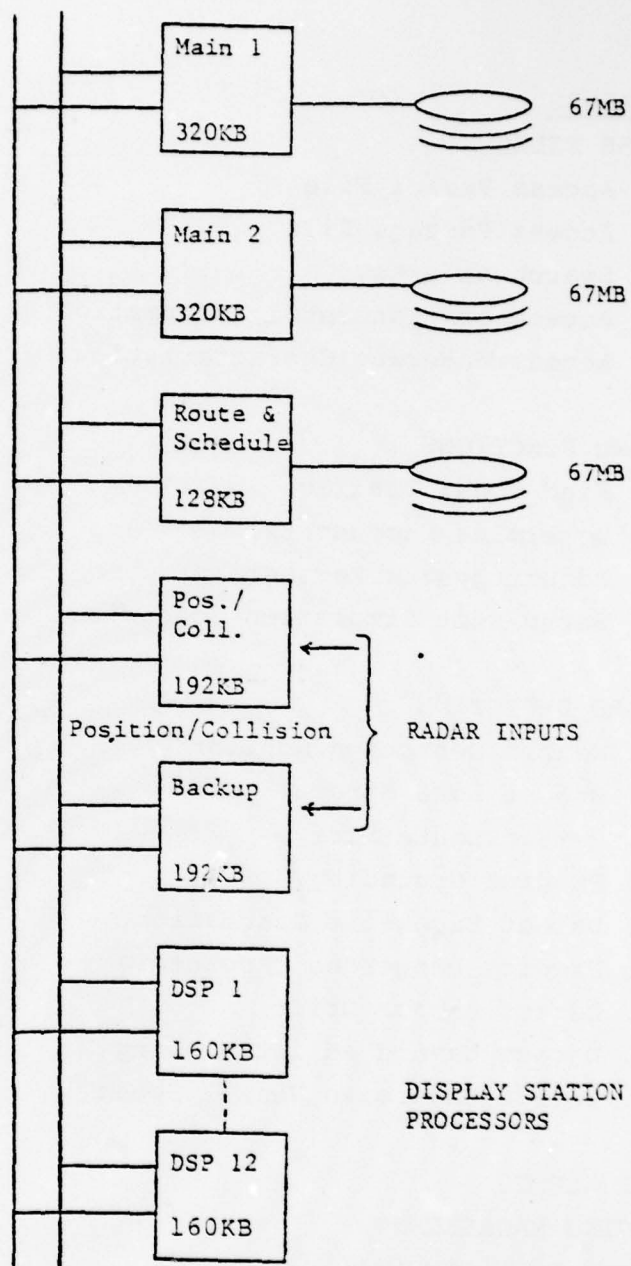 Main 1
320KB
67MB
Main 2
320KB
67MB
Route &
Schedule
128KB
67MB
Pos./
Coll.
192KB
Position/Collision
RADAR INPUTS
Backup
192KB
DSP 1
160KB
DISPLAY STATION
PROCESSORS
DSP 12
160KB